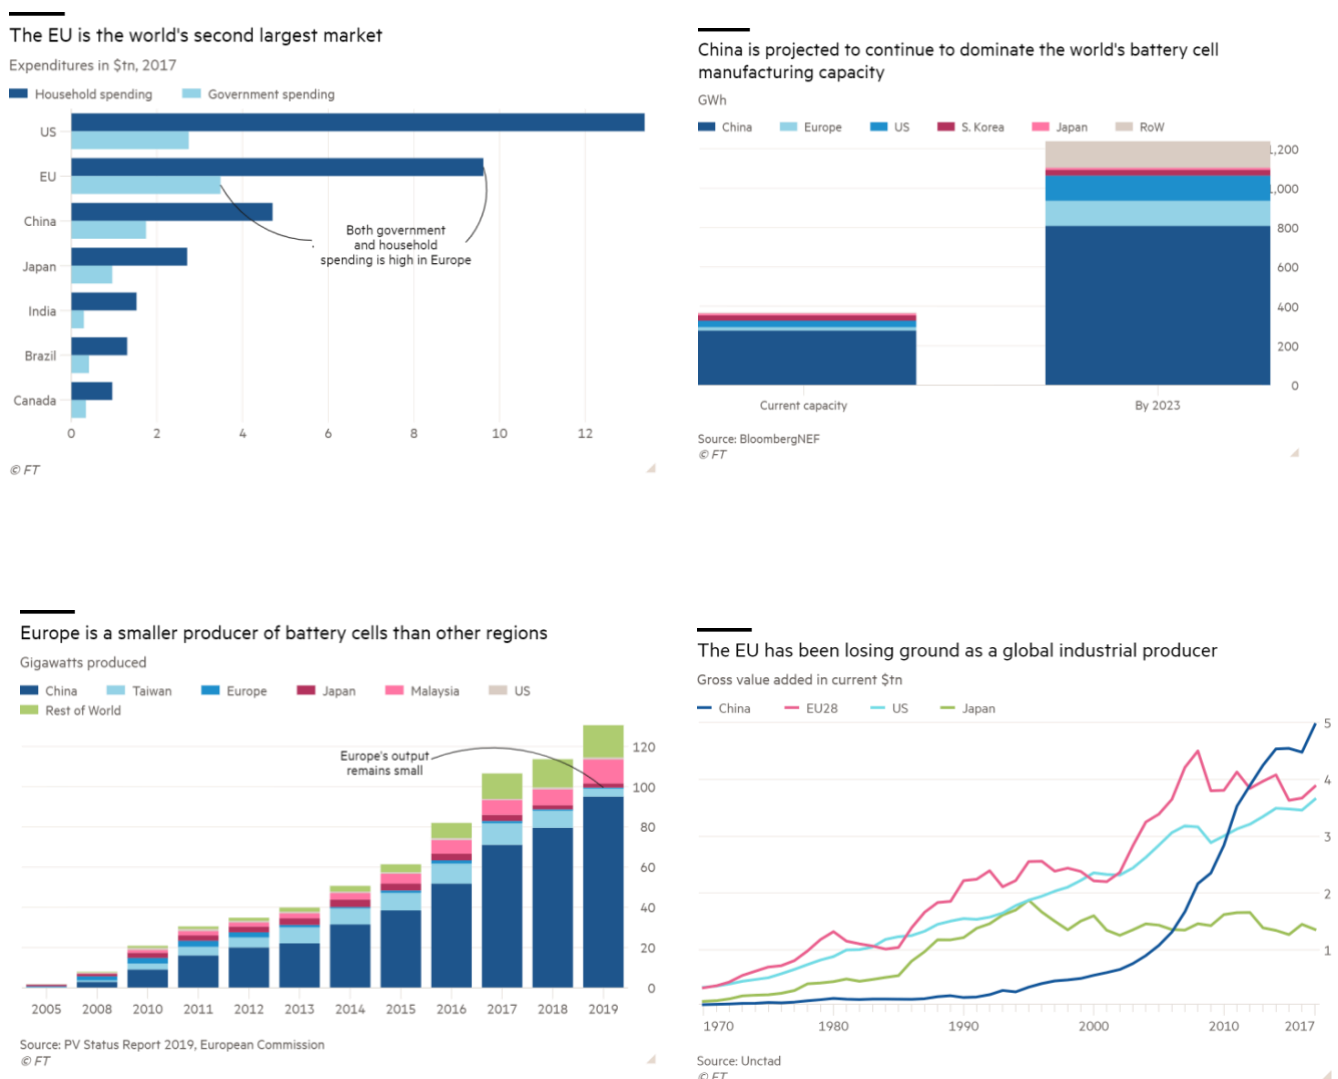 The EU is the world's second largest market
Expenditures in $tn, 2017
Household spending Government spending
US
EU
China
Japan
India
Brazil
Canada
Both government
and household
spending is high in Europe
0 2 4 6 8 10 12
© FT
China is projected to continue to dominate the world's battery cell
manufacturing capacity
GWh
China Europe US S. Korea Japan RoW
1,200
1,000
800
600
400
200
0
Current capacity By 2023
Source: BloombergNEF
© FT
Europe is a smaller producer of battery cells than other regions
Gigawatts produced
China Taiwan Europe Japan Malaysia US
Rest of World
Europe's output
remains small
120
100
80
60
40
20
0
2005 2008 2010 2011 2012 2013 2014 2015 2016 2017 2018 2019
Source: PV Status Report 2019, European Commission
© FT
The EU has been losing ground as a global industrial producer
Gross value added in current $tn
China EU28 US Japan
5
4
3
2
1
1970 1980 1990 2000 2010 2017
Source: Unctad
© FT